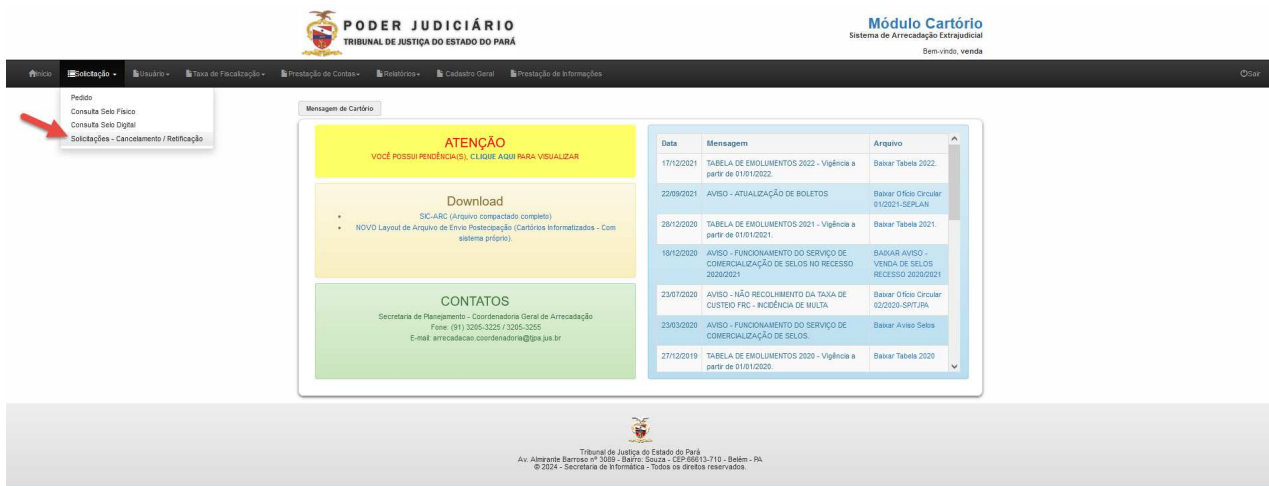 PODER JUDICIÁRIO
TRIBUNAL DE JUSTIÇA DO ESTADO DO PARÁ
Módulo Cartório
Sistema de Arrecadação Extrajudicial
Bem-vindo, venda
Início Solicitação Usuário Taxa de Fiscalização Prestação de Contas Relatórios Cadastro Geral Prestação de Informações Sair
Pedido
Consulta Selo Físico
Consulta Selo Digital
Solicitações - Cancelamento / Retificação
Mensagem de Cartório
ATENÇÃO
VOCÊ POSSUI PENDÊNCIA(S), CLIQUE AQUI PARA VISUALIZAR
Download
SIC-ARC (Arquivo compactado completo)
NOVO Layout de Arquivo de Envio Postecipação (Cartórios Informatizados - Com
sistema próprio).
CONTATOS
Secretaria de Planejamento - Coordenadoria Geral de Arrecadação
Fone: (91) 3205-3225 / 3205-3255
E-mail: arrecadacao.coordenadoria@tjpa.jus.br
Data Mensagem Arquivo
17/12/2021 TABELA DE EMOLUMENTOS 2022 - Vigência a Baixar Tabela 2022.
partir de 01/01/2022.
22/09/2021 AVISO - ATUALIZAÇÃO DE BOLETOS Baixar Ofício Circular
01/2021-SEPLAN
28/12/2020 TABELA DE EMOLUMENTOS 2021 - Vigência a Baixar Tabela 2021.
partir de 01/01/2021.
18/12/2020 AVISO - FUNCIONAMENTO DO SERVIÇO DE BAIXAR AVISO -
COMERCIALIZAÇÃO DE SELOS NO RECESSO VENDA DE SELOS
2020/2021 RECESSO 2020/2021
23/07/2020 AVISO - NÃO RECOLHIMENTO DA TAXA DE Baixar Ofício Circular
CUSTEIO FRC - INCIDÊNCIA DE MULTA 02/2020-SP/TJPA
23/03/2020 AVISO - FUNCIONAMENTO DO SERVIÇO DE Baixar Aviso Selos
COMERCIALIZAÇÃO DE SELOS.
27/12/2019 TABELA DE EMOLUMENTOS 2020 - Vigência a Baixar Tabela 2020
partir de 01/01/2020.
Tribunal de Justiça do Estado do Pará
Av. Almirante Barroso nº 3089 - Bairro: Souza - CEP:66613-710 - Belém - PA
© 2024 - Secretaria de Informática - Todos os direitos reservados.